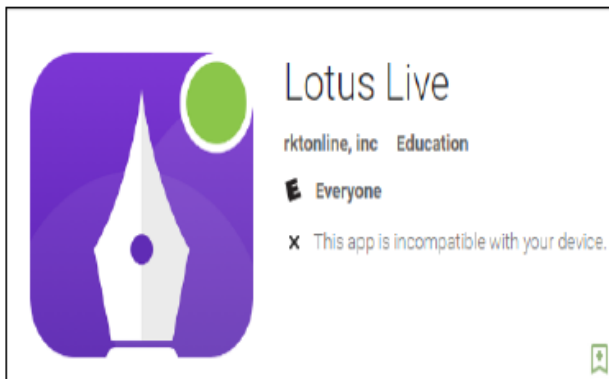 Lotus Live
rktonline, inc Education
E Everyone
x This app is incompatible with your device.